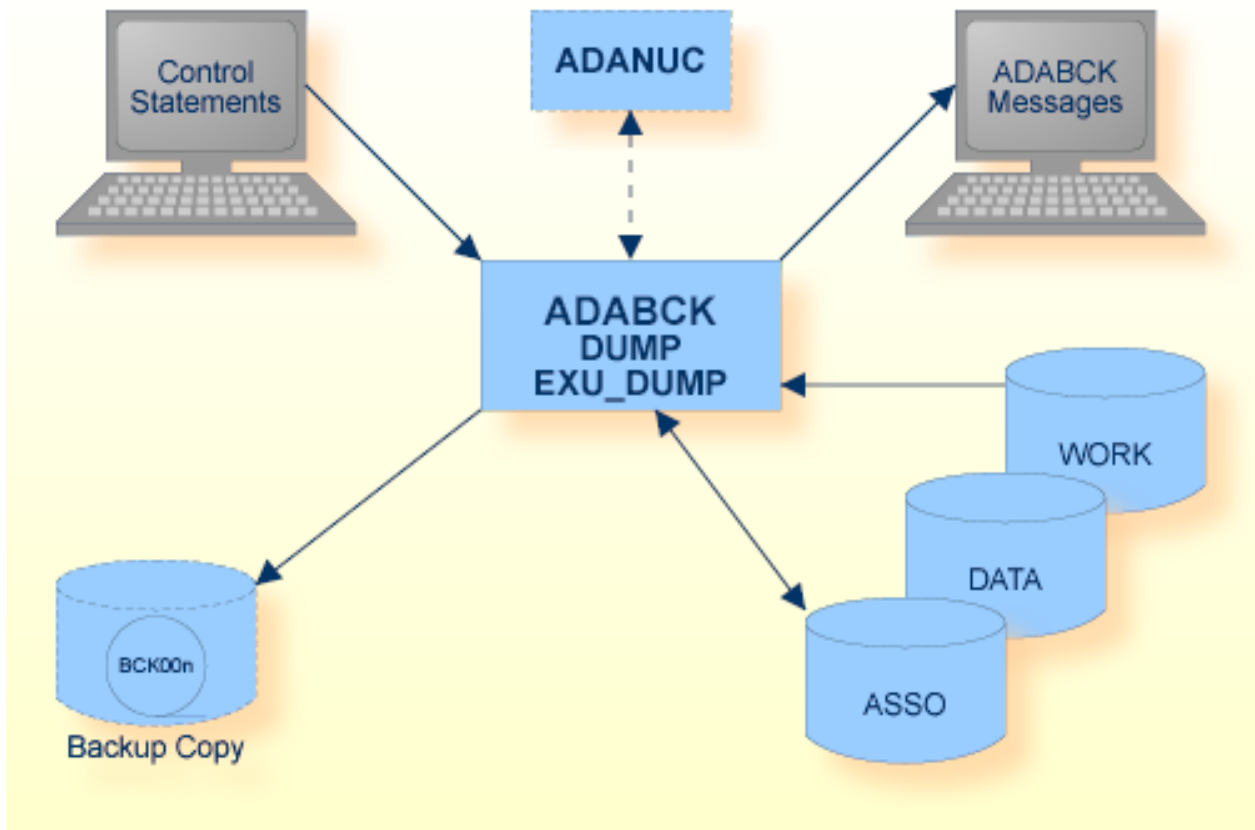 Control
Statements
ADANUC
ADABCK
Messages
ADABCK
DUMP
EXU_DUMP
WORK
DATA
ASSO
BCK00n
Backup Copy